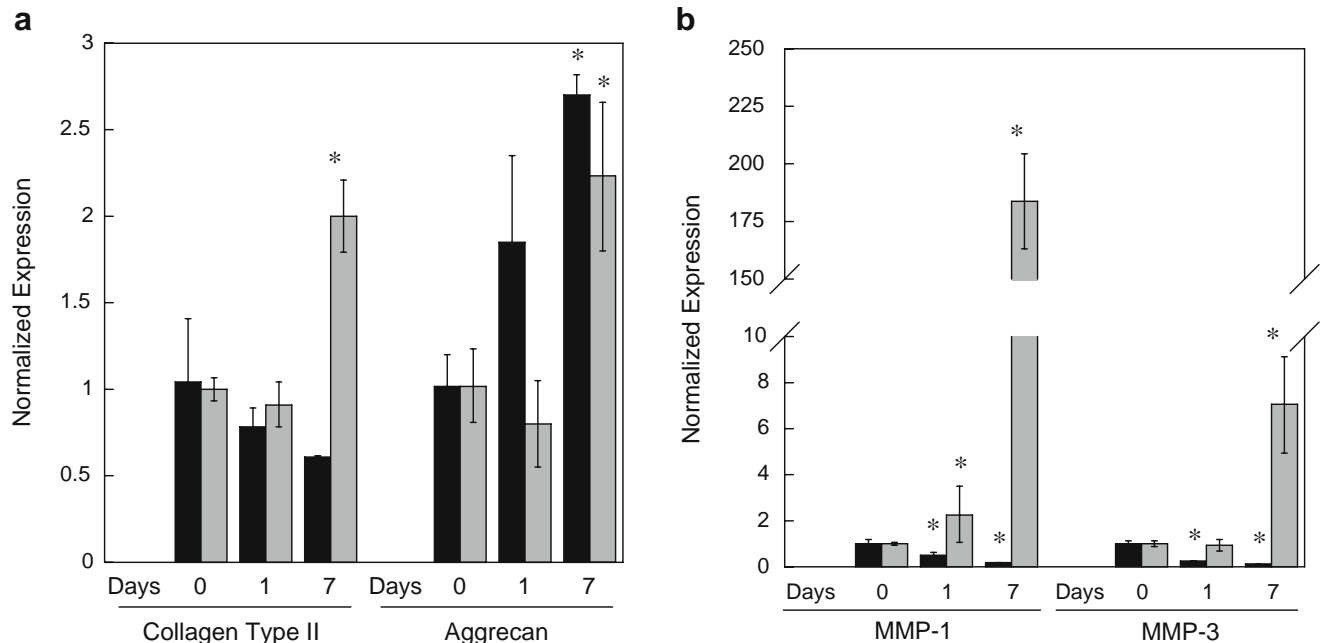 a
3
2.5
2
1.5
1
0.5
0
Normalized Expression
* * *
Days 0 1 7 Days 0 1 7
Collagen Type II Aggrecan
b
250
225
200
175
150
10
8
6
4
2
0
Normalized Expression
* * * * * * *
Days 0 1 7 Days 0 1 7
MMP-1 MMP-3